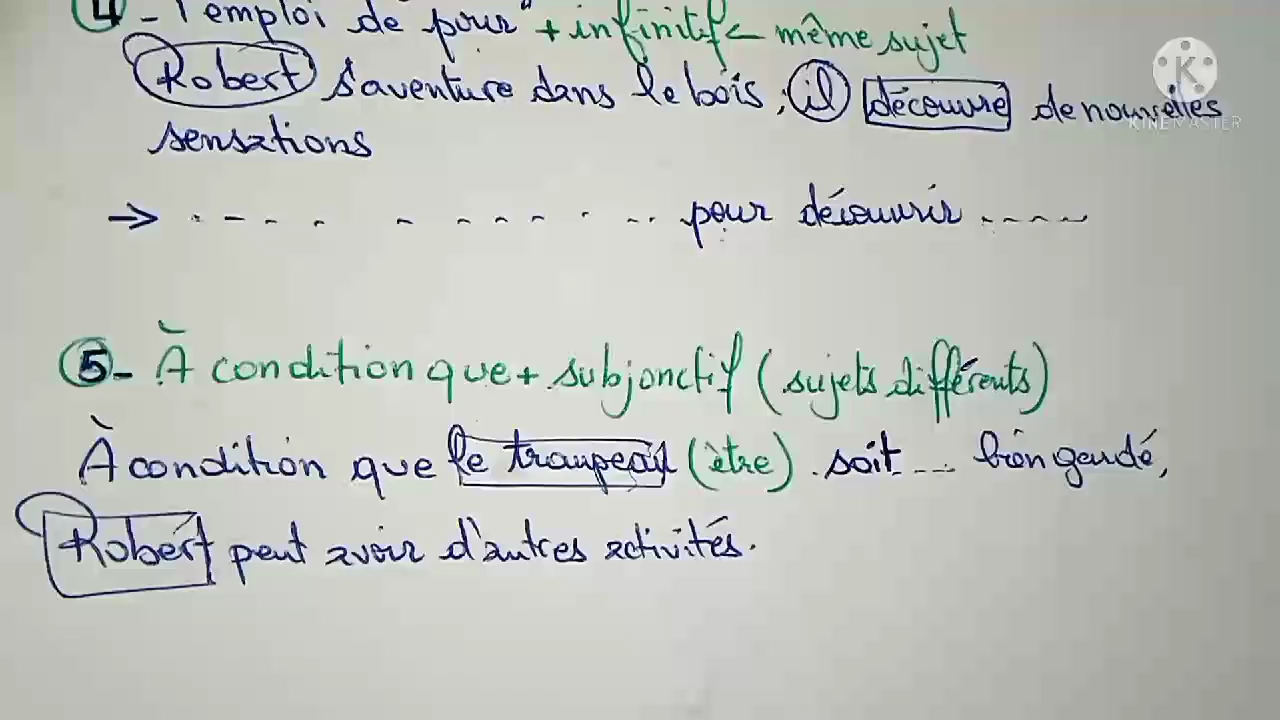 4 - l'emploi de pour" + infinitif < même sujet
Robert s'aventure dans le bois, il découvre de nouvelles
sensations
→ . - - - - - - - . .. pour découvrir ----
5 - À condition que + subjonctif (sujets différents)
À condition que le troupeau (être) . soit ... bien gardé,
Robert peut avoir d'autres activités.
K
KINEMASTER